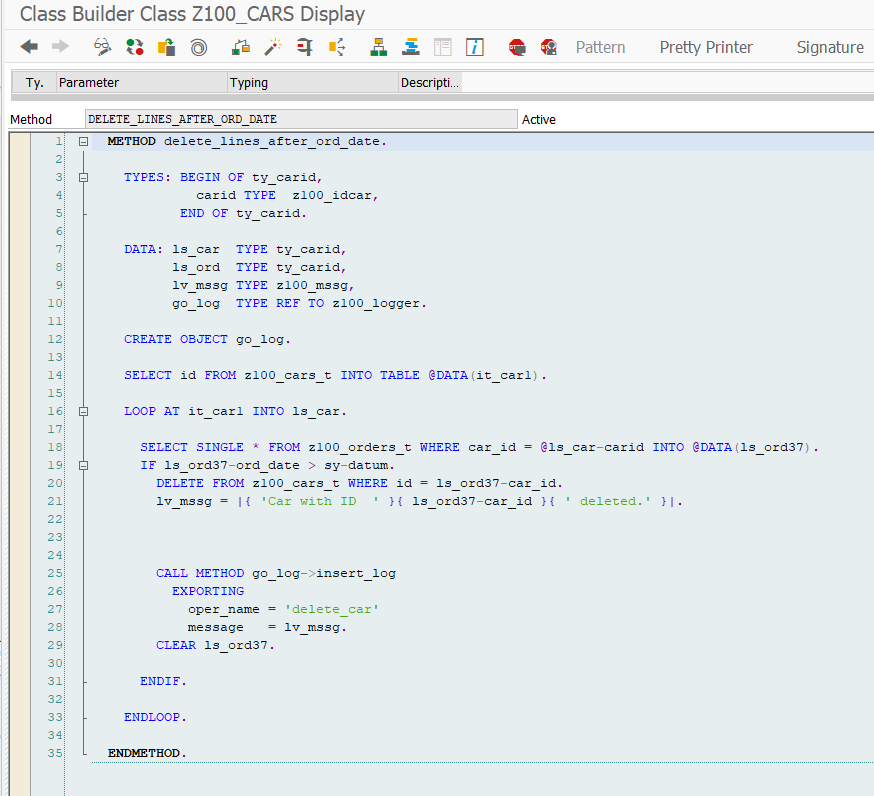 Class Builder Class Z100_CARS Display
Pattern Pretty Printer Signature
Ty. Parameter Typing Descripti...
Method DELETE_LINES_AFTER_ORD_DATE Active
1 METHOD delete_lines_after_ord_date.
2
3 TYPES: BEGIN OF ty_carid,
4 carid TYPE  z100_idcar,
5 END OF ty_carid.
6
7 DATA: ls_car  TYPE ty_carid,
8 ls_ord  TYPE ty_carid,
9 lv_mssg TYPE z100_mssg,
10 go_log  TYPE REF TO z100_logger.
11
12 CREATE OBJECT go_log.
13
14 SELECT id FROM z100_cars_t INTO TABLE @DATA(it_car1).
15
16 LOOP AT it_car1 INTO ls_car.
17
18 SELECT SINGLE * FROM z100_orders_t WHERE car_id = @ls_car-carid INTO @DATA(ls_ord37).
19 IF ls_ord37-ord_date > sy-datum.
20 DELETE FROM z100_cars_t WHERE id = ls_ord37-car_id.
21 lv_mssg = |{ 'Car with ID  ' }{ ls_ord37-car_id }{ ' deleted.' }|.
22
23
24
25 CALL METHOD go_log->insert_log
26 EXPORTING
27 oper_name = 'delete_car'
28 message   = lv_mssg.
29 CLEAR ls_ord37.
30
31 ENDIF.
32
33 ENDLOOP.
34
35 ENDMETHOD.